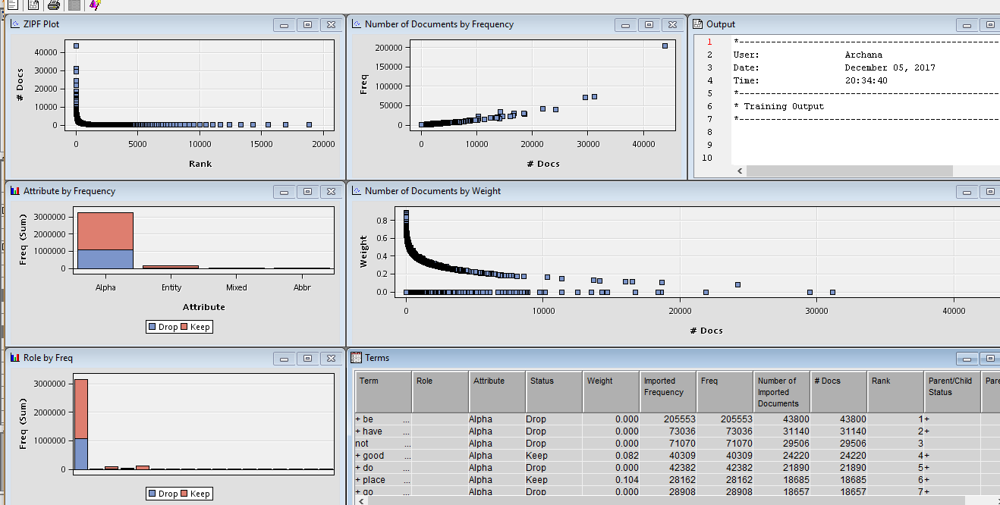 ZIPF Plot
# Docs
40000
30000
20000
10000
0
0 5000 10000 15000 20000
Rank
Number of Documents by Frequency
Freq
200000
150000
100000
50000
0
0 10000 20000 30000 40000
# Docs
Output
1 *-
2 User: Archana
3 Date: December 05, 2017
4 Time: 20:34:40
5 *-
6 * Training Output
7 *-
8
9
10
Attribute by Frequency
Freq (Sum)
3000000
2000000
1000000
0
Alpha Entity Mixed Abbr
Attribute
Drop Keep
Number of Documents by Weight
Weight
0.8
0.6
0.4
0.2
0.0
0 10000 20000 30000 40000
# Docs
Role by Freq
Freq (Sum)
3000000
2000000
1000000
0
Drop Keep
Terms
Term Role Attribute Status Weight Imported Freq Number of # Docs Rank Parent/Child
Frequency Imported Status
Documents
+ be ... Alpha Drop 0.000 205553 205553 43800 43800 1+
+ have ... Alpha Drop 0.000 73036 73036 31140 31140 2+
not ... Alpha Drop 0.000 71070 71070 29506 29506 3
+ good ... Alpha Keep 0.082 40309 40309 24220 24220 4+
+ do ... Alpha Drop 0.000 42382 42382 21890 21890 5+
+ place ... Alpha Keep 0.104 28162 28162 18685 18685 6+
+ go ... Alpha Drop 0.000 28908 28908 18657 18657 7+